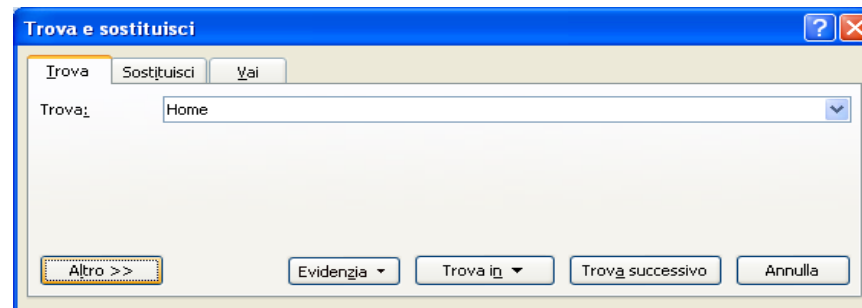 Trova e sostituisci
Trova Sostituisci Vai
Trova: Home
Altro >> Evidenzia Trova in Trova successivo Annulla